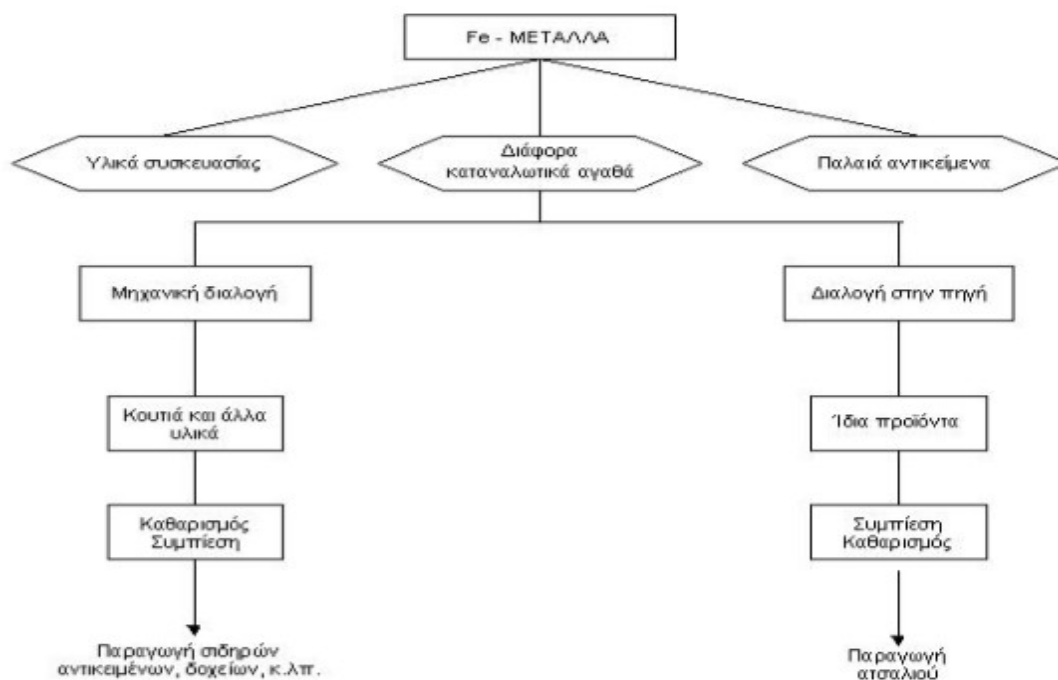 Fe - ΜΕΤΑΛΛΑ
Υλικά συσκευασίας
Διάφορα
καταναλωτικά αγαθά
Παλαιά αντικείμενα
Μηχανική διαλογή
Διαλογή στην πηγή
Κουτιά και άλλα
υλικά
Ίδια προϊόντα
Καθαρισμός
Συμπίεση
Συμπίεση
Καθαρισμός
Παραγωγή σιδηρών
αντικειμένων, δοχείων, κ.λπ.
Παραγωγή
ατσαλιού